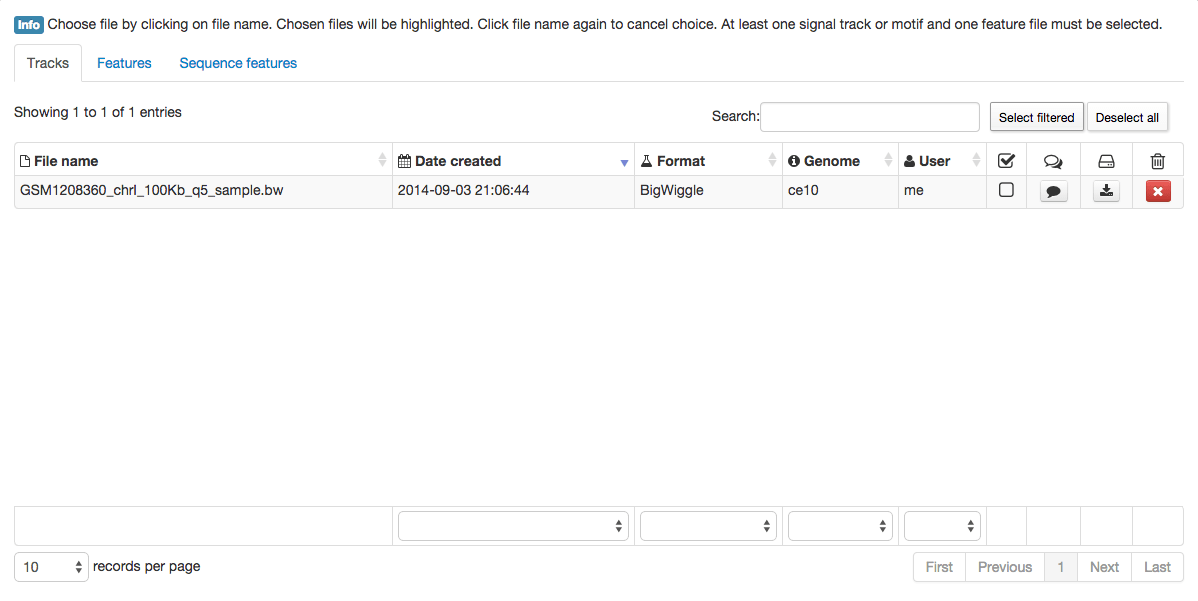 Info Choose file by clicking on file name. Chosen files will be highlighted. Click file name again to cancel choice. At least one signal track or motif and one feature file must be selected.
Tracks Features Sequence features
Showing 1 to 1 of 1 entries Search: Select filtered Deselect all
File name Date created Format Genome User
GSM1208360_chrI_100Kb_q5_sample.bw 2014-09-03 21:06:44 BigWiggle ce10 me
10 records per page First Previous 1 Next Last